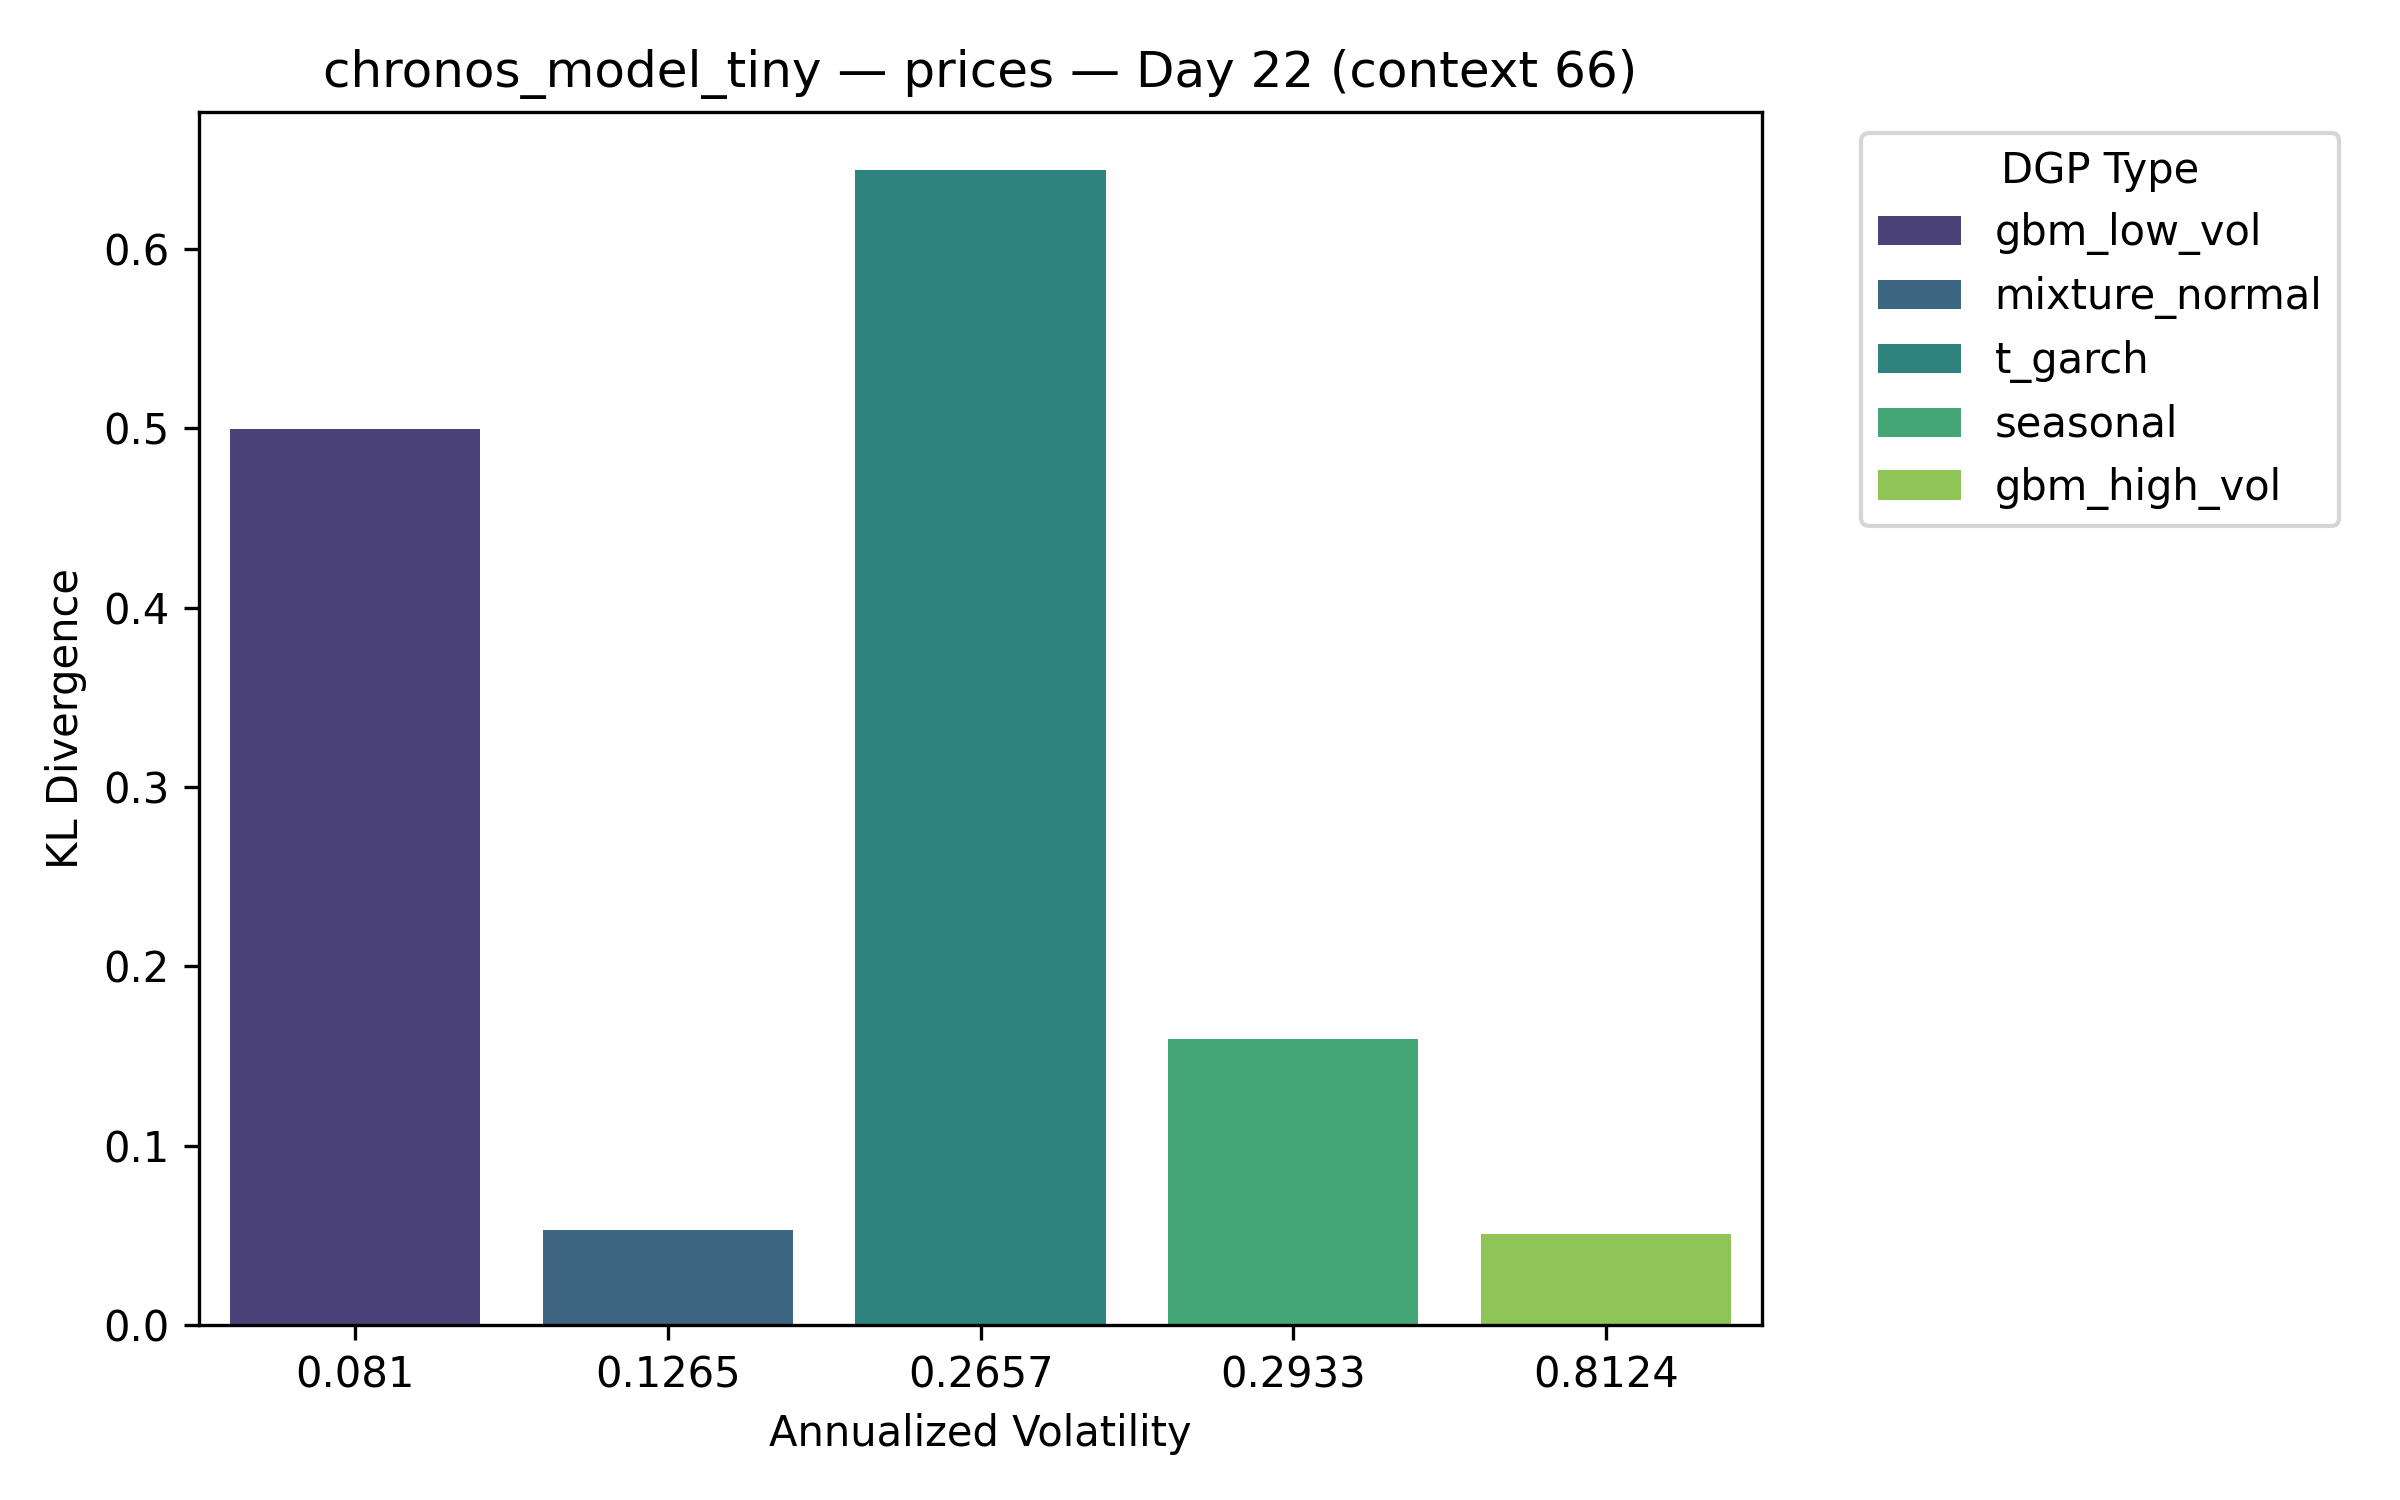 chronos_model_tiny — prices — Day 22 (context 66)
KL Divergence
0.6
0.5
0.4
0.3
0.2
0.1
0.0
0.081 0.1265 0.2657 0.2933 0.8124
Annualized Volatility
DGP Type
gbm_low_vol
mixture_normal
t_garch
seasonal
gbm_high_vol